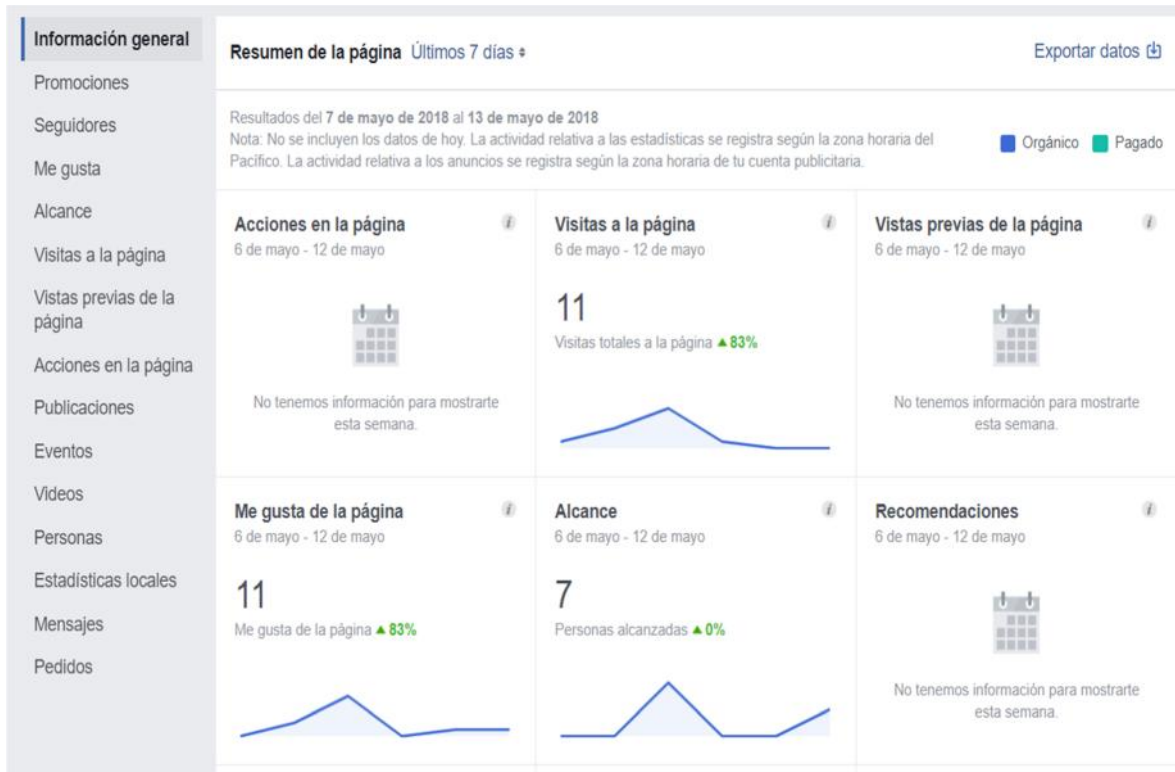 Información general
Promociones
Seguidores
Me gusta
Alcance
Visitas a la página
Vistas previas de la
página
Acciones en la página
Publicaciones
Eventos
Videos
Personas
Estadísticas locales
Mensajes
Pedidos
Resumen de la página Últimos 7 días
Exportar datos
Resultados del 7 de mayo de 2018 al 13 de mayo de 2018
Nota: No se incluyen los datos de hoy. La actividad relativa a las estadísticas se registra según la zona horaria del
Pacífico. La actividad relativa a los anuncios se registra según la zona horaria de tu cuenta publicitaria.
Orgánico Pagado
Acciones en la página
6 de mayo - 12 de mayo
No tenemos información para mostrarte
esta semana.
Visitas a la página
6 de mayo - 12 de mayo
11
Visitas totales a la página ▲ 83%
Vistas previas de la página
6 de mayo - 12 de mayo
No tenemos información para mostrarte
esta semana.
Me gusta de la página
6 de mayo - 12 de mayo
11
Me gusta de la página ▲ 83%
Alcance
6 de mayo - 12 de mayo
7
Personas alcanzadas ▲ 0%
Recomendaciones
6 de mayo - 12 de mayo
No tenemos información para mostrarte
esta semana.